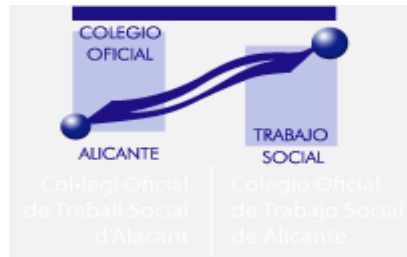 COLEGIO
OFICIAL
TRABAJO
SOCIAL
ALICANTE
Col·legi Oficial
de Treball Social
d'Alacant
Colegio Oficial
de Trabajo Social
de Alicante